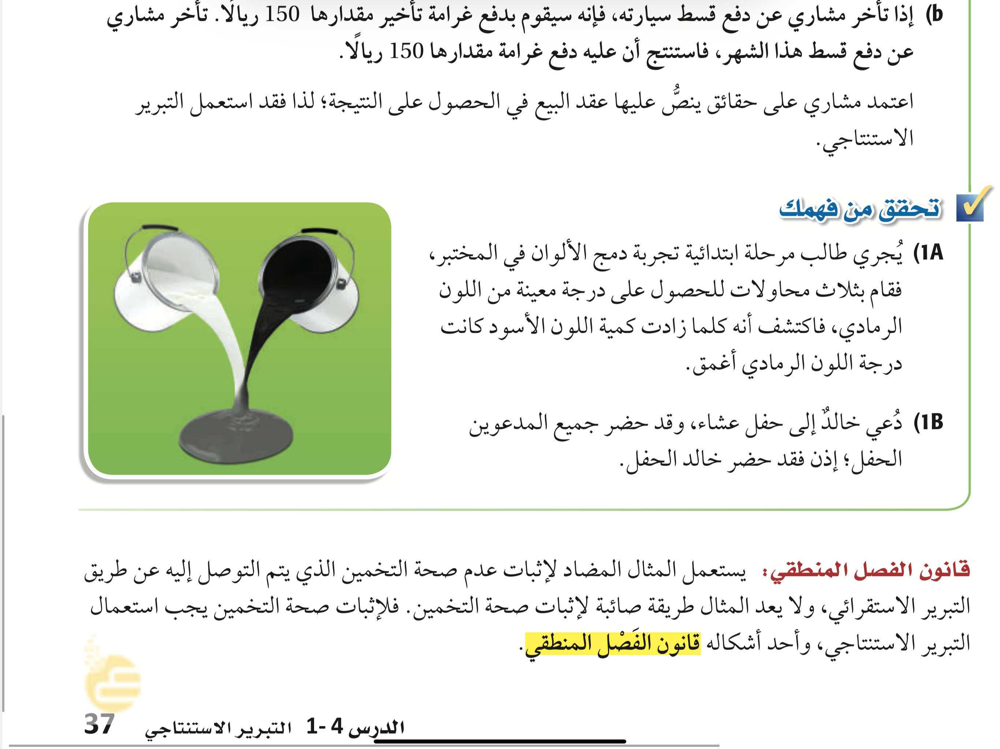 b) إذا تأخر مشاري عن دفع قسط سيارته، فإنه سيقوم بدفع غرامة تأخير مقدارها 150 ريالًا. تأخر مشاري
عن دفع قسط هذا الشهر، فاستنتج أن عليه دفع غرامة مقدارها 150 ريالًا.
اعتمد مشاري على حقائق ينصُّ عليها عقد البيع في الحصول على النتيجة؛ لذا فقد استعمل التبرير
الاستنتاجي.
تحقق من فهمك
1A) يُجري طالب مرحلة ابتدائية تجربة دمج الألوان في المختبر،
فقام بثلاث محاولات للحصول على درجة معينة من اللون
الرمادي، فاكتشف أنه كلما زادت كمية اللون الأسود كانت
درجة اللون الرمادي أغمق.
1B) دُعي خالدٌ إلى حفل عشاء، وقد حضر جميع المدعوين
الحفل؛ إذن فقد حضر خالد الحفل.
قانون الفصل المنطقي: يستعمل المثال المضاد لإثبات عدم صحة التخمين الذي يتم التوصل إليه عن طريق
التبرير الاستقرائي، ولا يعد المثال طريقة صائبة لإثبات صحة التخمين. فلإثبات صحة التخمين يجب استعمال
التبرير الاستنتاجي، وأحد أشكاله قانون الفَصْل المنطقي.
الدرس 4 -1 التبرير الاستنتاجي 37